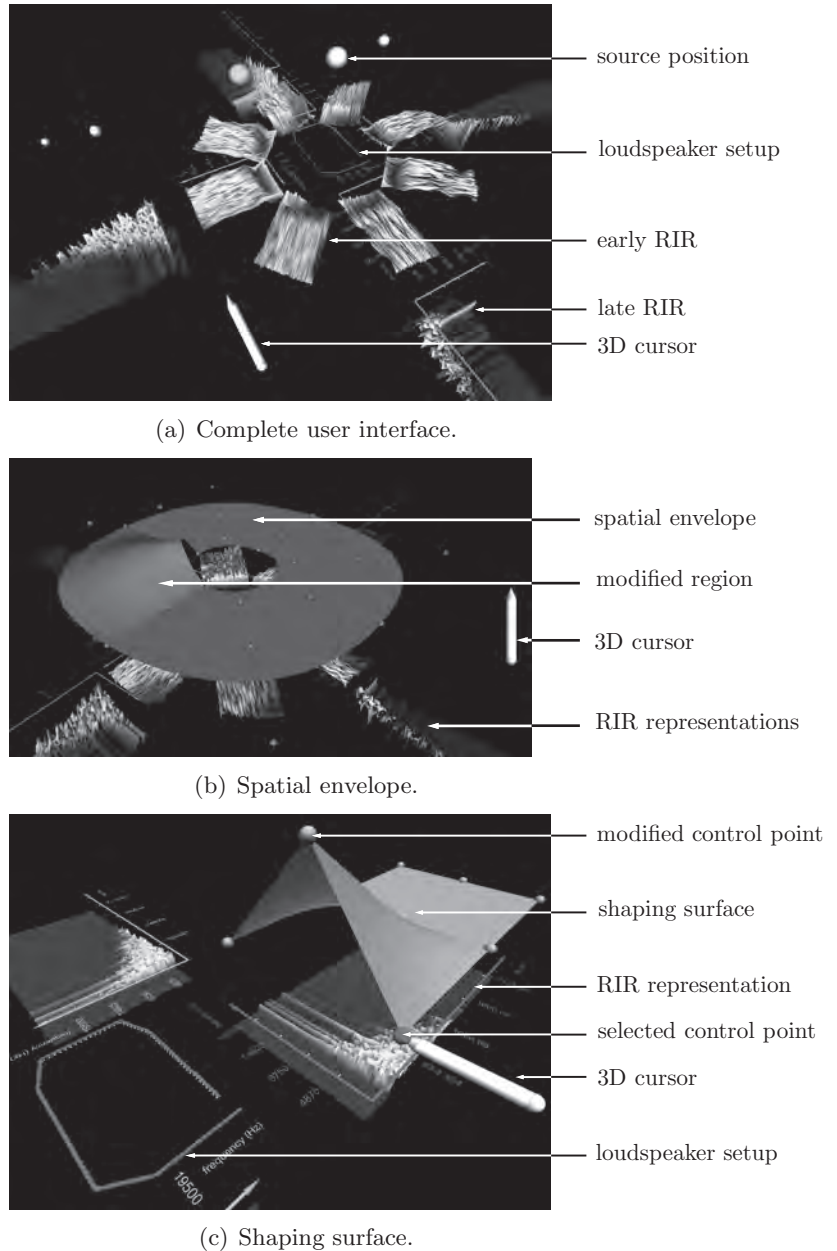 source position
loudspeaker setup
early RIR
late RIR
3D cursor
(a) Complete user interface.
spatial envelope
modified region
3D cursor
RIR representations
(b) Spatial envelope.
modified control point
shaping surface
RIR representation
selected control point
3D cursor
loudspeaker setup
frequency (Hz)
19500
(c) Shaping surface.